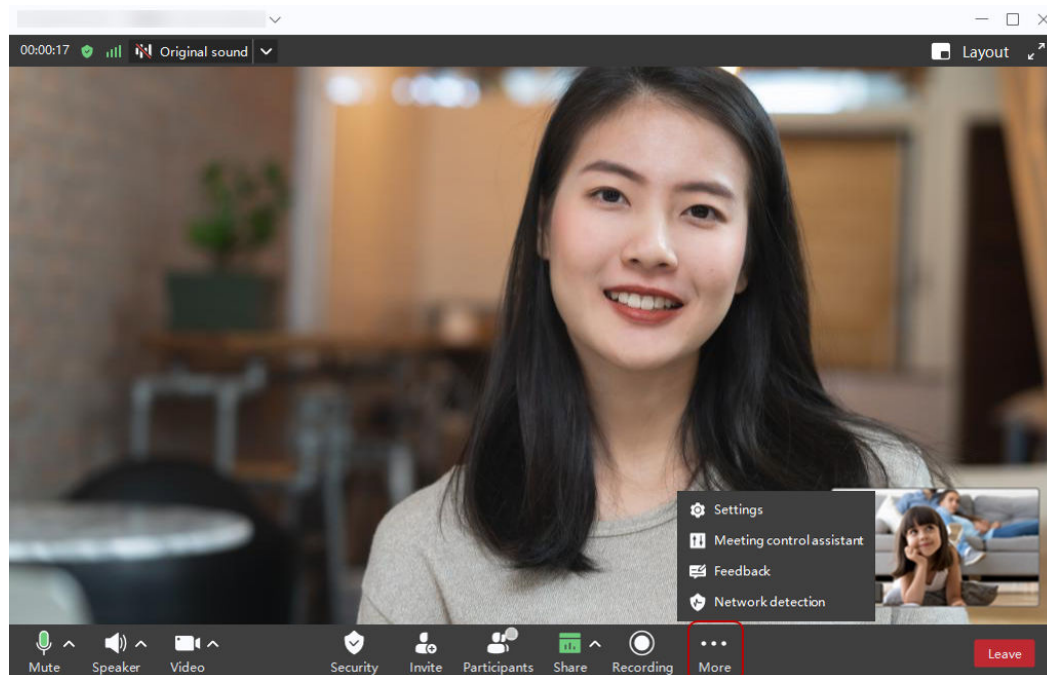 00:00:17 Original sound
Layout
Settings
Meeting control assistant
Feedback
Network detection
Mute Speaker Video Security Invite Participants Share Recording More Leave